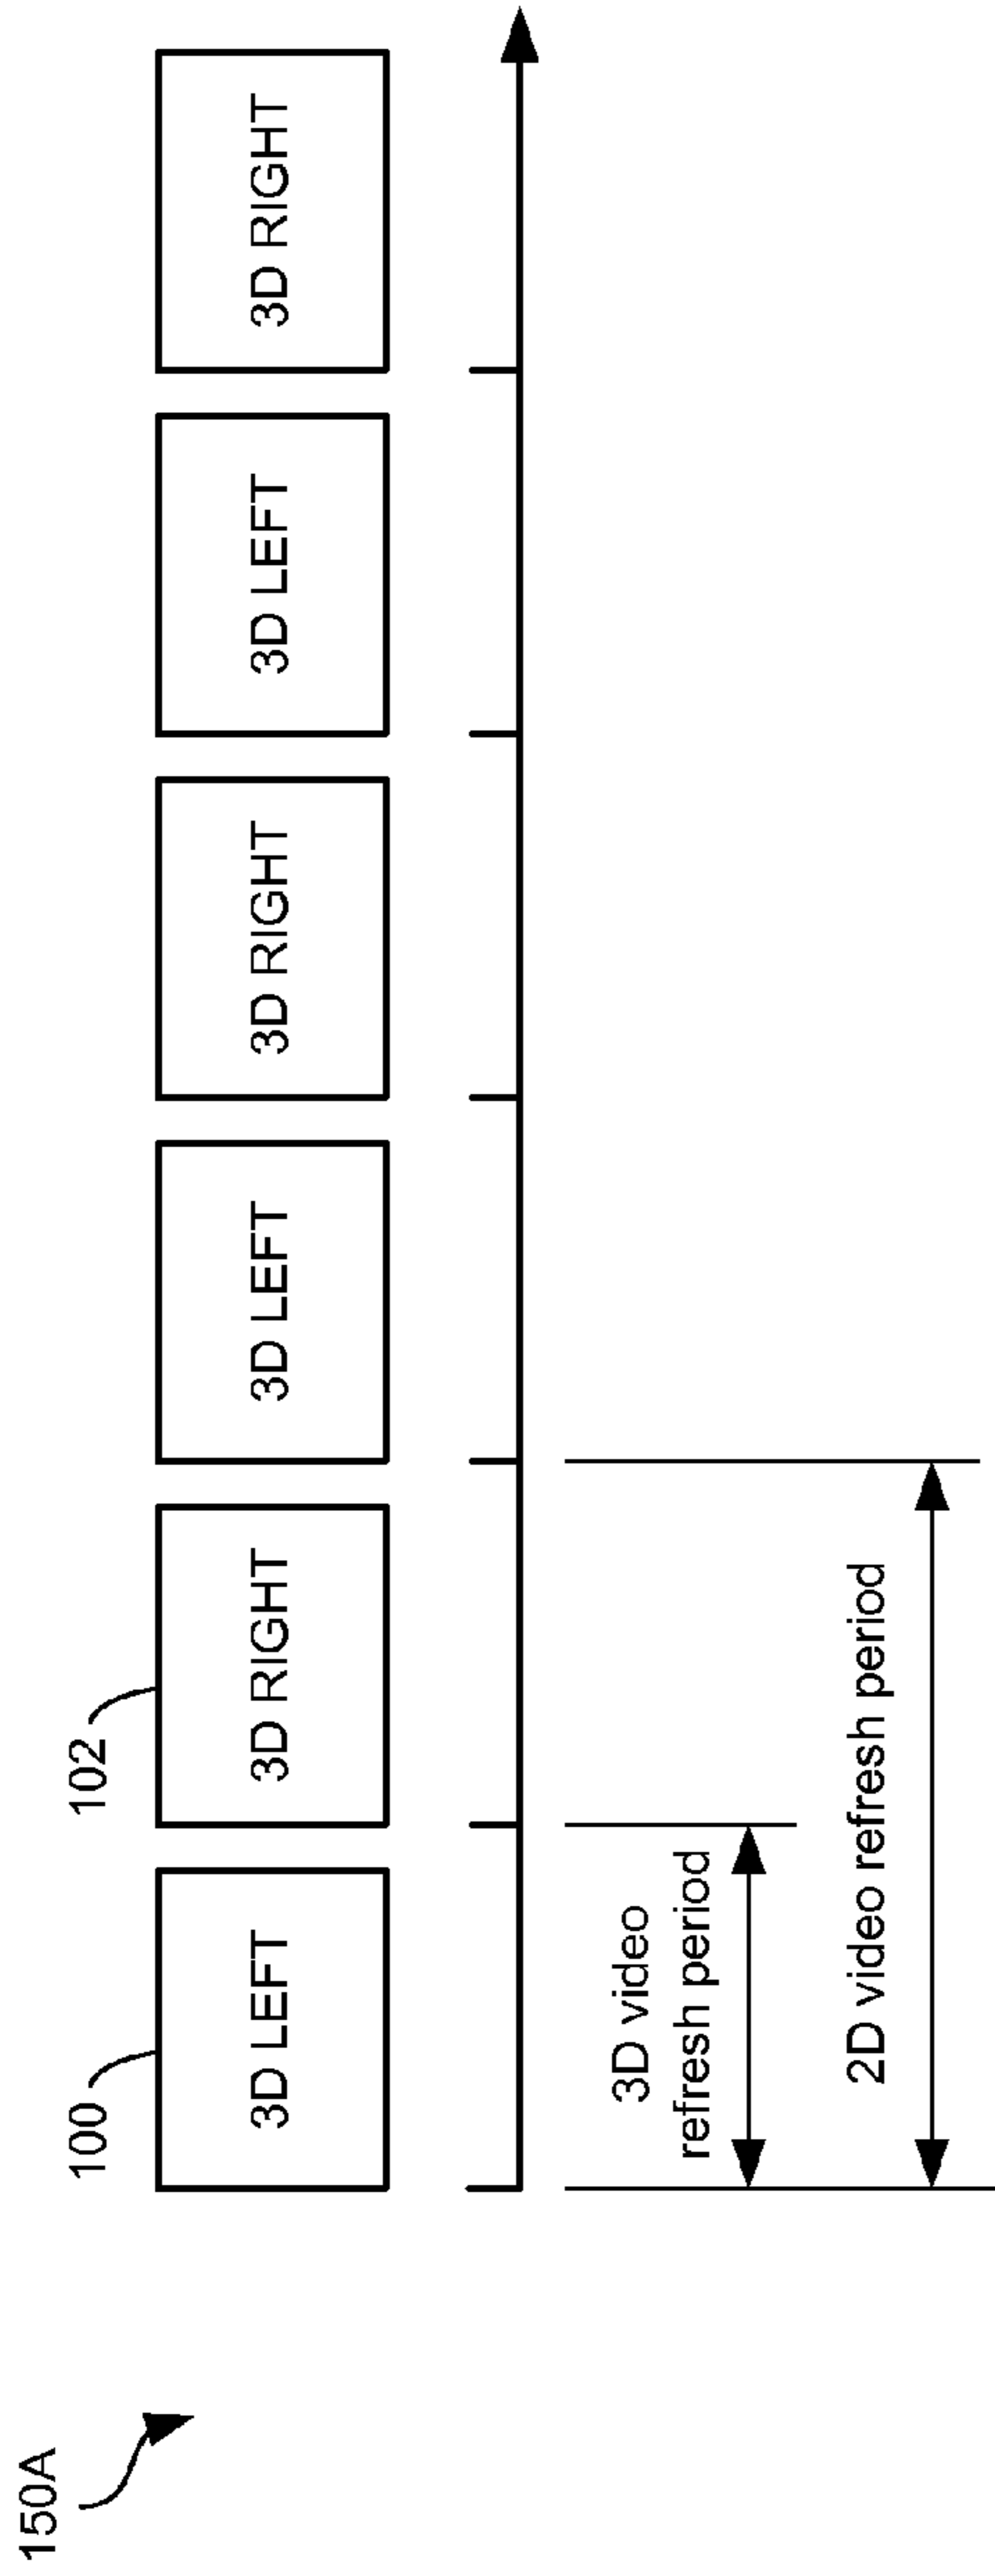 150A
100
102
3D LEFT
3D RIGHT
3D LEFT
3D RIGHT
3D LEFT
3D RIGHT
3D video
refresh period
2D video refresh period